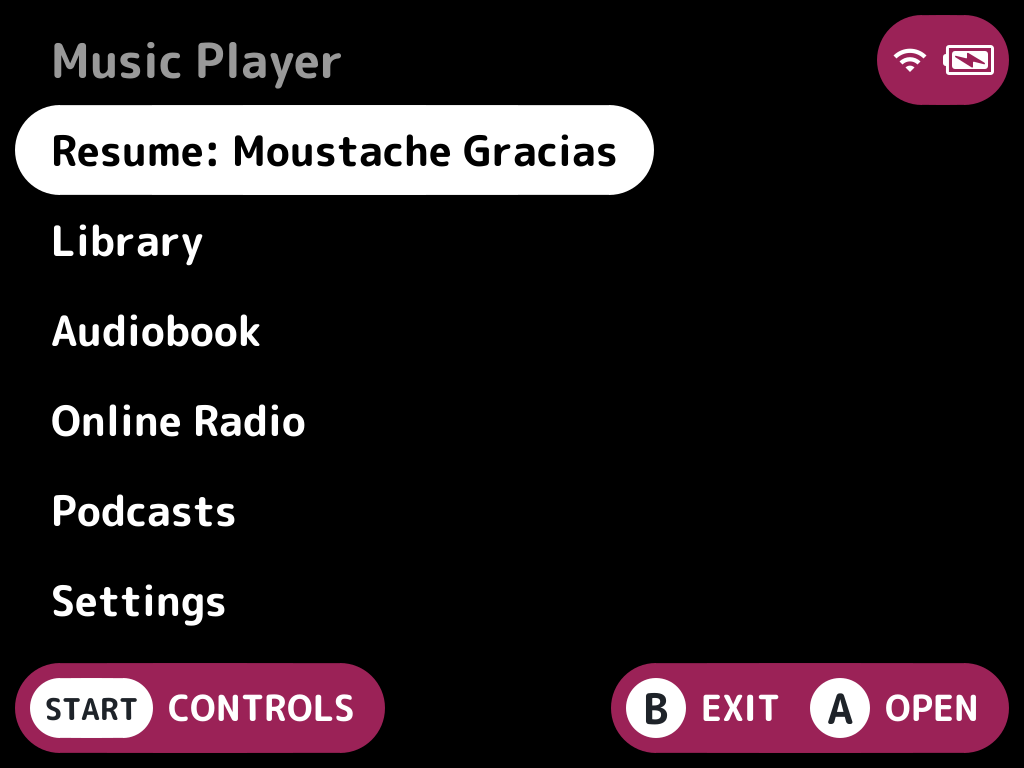 Music Player
Resume: Moustache Gracias
Library
Audiobook
Online Radio
Podcasts
Settings
START CONTROLS B EXIT A OPEN